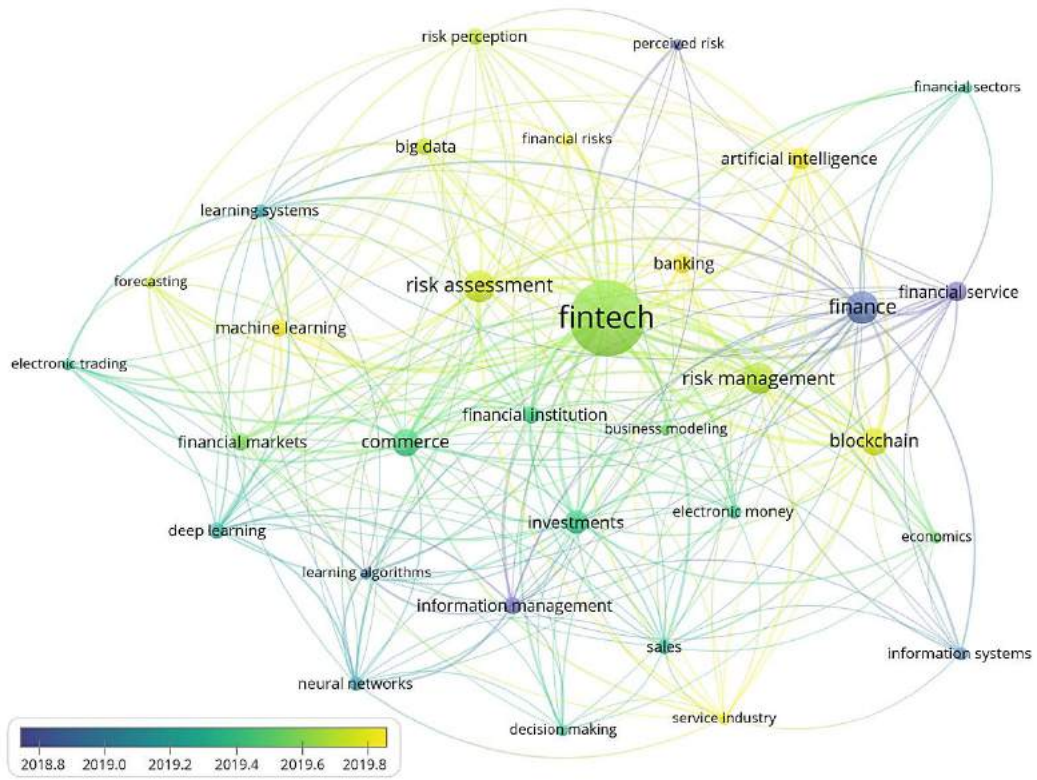 risk perception
perceived risk
financial sectors
big data
financial risks
artificial intelligence
learning systems
banking
forecasting
risk assessment
financial service
fintech
finance
machine learning
electronic trading
risk management
financial institution
business modeling
financial markets
commerce
blockchain
electronic money
investments
deep learning
economics
learning algorithms
information management
sales
information systems
neural networks
service industry
decision making
2018.8 2019.0 2019.2 2019.4 2019.6 2019.8